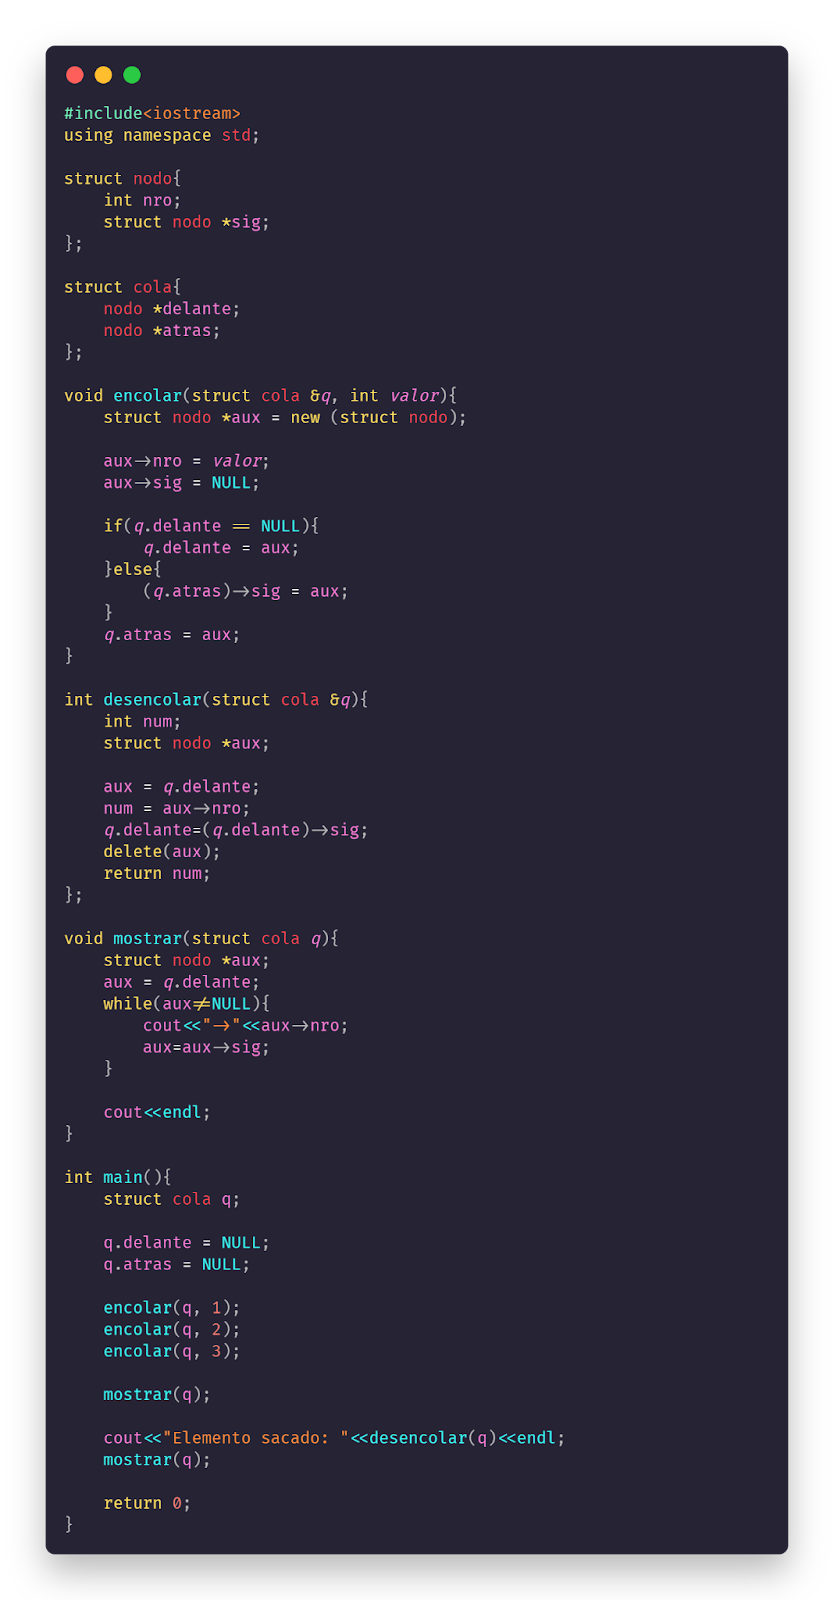 #include<iostream>
using namespace std;

struct nodo{
    int nro;
    struct nodo *sig;
};

struct cola{
    nodo *delante;
    nodo *atras;
};

void encolar(struct cola &q, int valor){
    struct nodo *aux = new (struct nodo);

    aux->nro = valor;
    aux->sig = NULL;

    if(q.delante == NULL){
        q.delante = aux;
    }else{
        (q.atras)->sig = aux;
    }
    q.atras = aux;
}

int desencolar(struct cola &q){
    int num;
    struct nodo *aux;

    aux = q.delante;
    num = aux->nro;
    q.delante=(q.delante)->sig;
    delete(aux);
    return num;
};

void mostrar(struct cola q){
    struct nodo *aux;
    aux = q.delante;
    while(aux!=NULL){
        cout<<"->"<<aux->nro;
        aux=aux->sig;
    }

    cout<<endl;
}

int main(){
    struct cola q;

    q.delante = NULL;
    q.atras = NULL;

    encolar(q, 1);
    encolar(q, 2);
    encolar(q, 3);

    mostrar(q);

    cout<<"Elemento sacado: "<<desencolar(q)<<endl;
    mostrar(q);

    return 0;
}